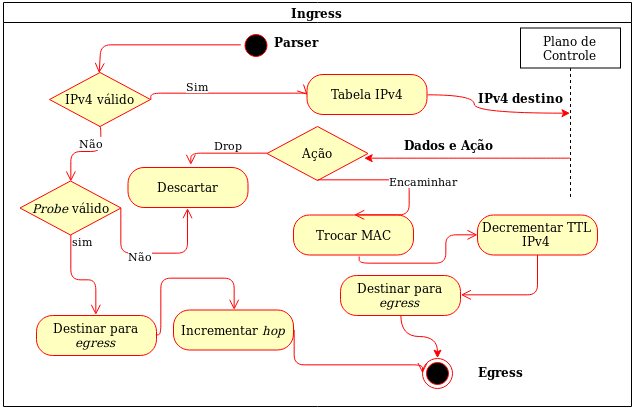 Ingress
Parser
Plano de
Controle
IPv4 válido
Sim
Tabela IPv4
IPv4 destino
Não
Drop
Ação
Dados e Ação
Descartar
Encaminhar
Probe válido
Não
sim
Trocar MAC
Decrementar TTL
IPv4
Destinar para
egress
Destinar para
egress
Incrementar hop
Egress